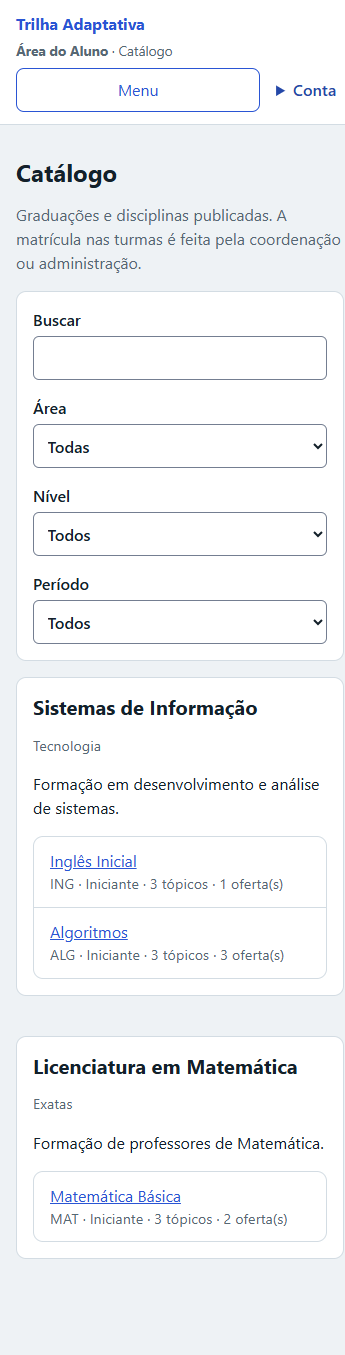 Trilha Adaptativa
Área do Aluno · Catálogo
Menu
▶ Conta
Catálogo
Graduações e disciplinas publicadas. A
matrícula nas turmas é feita pela coordenação
ou administração.
Buscar
Área
Todas
Nível
Todos
Período
Todos
Sistemas de Informação
Tecnologia
Formação em desenvolvimento e análise
de sistemas.
Inglês Inicial
ING · Iniciante · 3 tópicos · 1 oferta(s)
Algoritmos
ALG · Iniciante · 3 tópicos · 3 oferta(s)
Licenciatura em Matemática
Exatas
Formação de professores de Matemática.
Matemática Básica
MAT · Iniciante · 3 tópicos · 2 oferta(s)